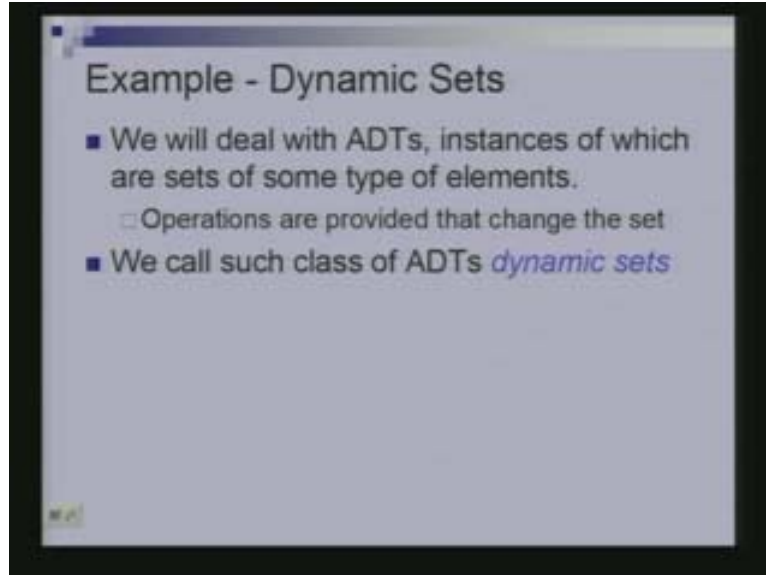 Example - Dynamic Sets
We will deal with ADTs, instances of which
are sets of some type of elements.
Operations are provided that change the set
We call such class of ADTs dynamic sets